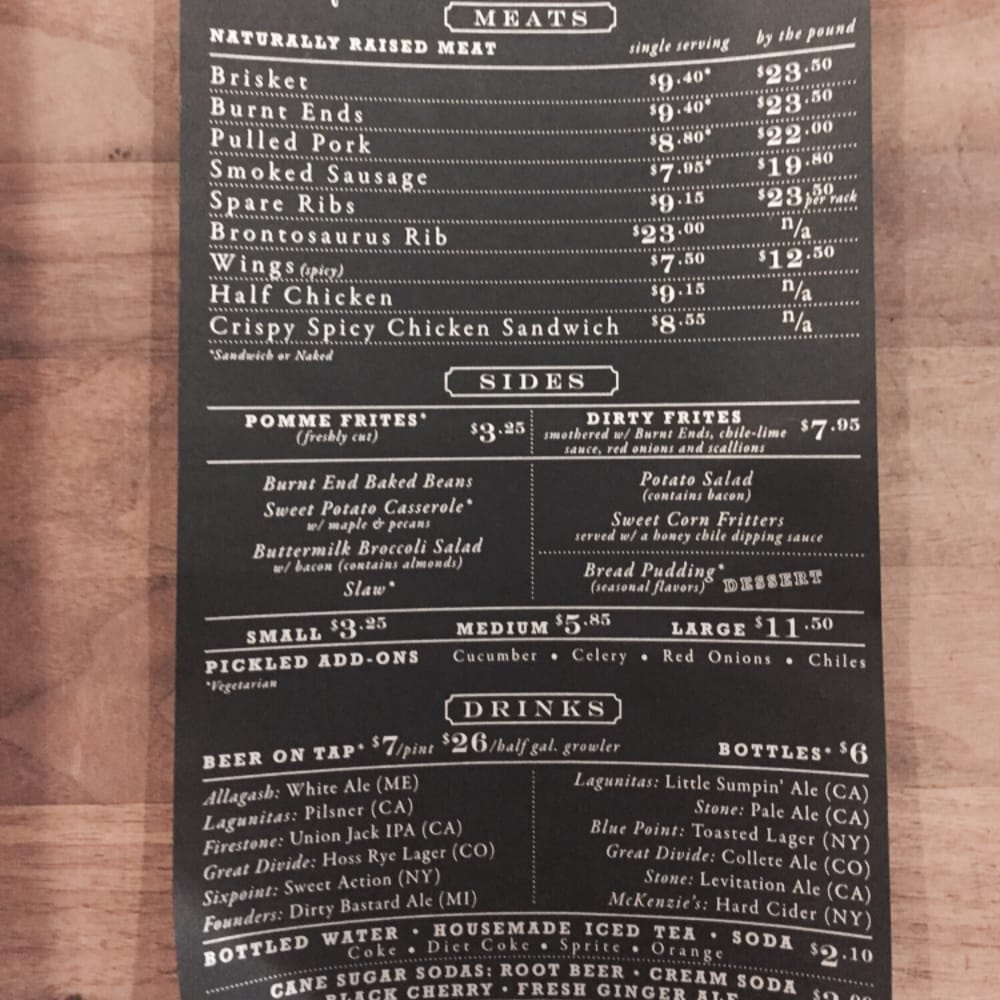 MEATS
NATURALLY RAISED MEAT single serving by the pound
Brisket $9.40* $23.50
Burnt Ends $9.40* $23.50
Pulled Pork $8.80* $22.00
Smoked Sausage $7.95* $19.80
Spare Ribs $9.15 $23.50 per rack
Brontosaurus Rib $23.00 n/a
Wings (spicy) $7.50 $12.50
Half Chicken $9.15 n/a
Crispy Spicy Chicken Sandwich $8.55 n/a
*Sandwich or Naked
SIDES
POMME FRITES* $3.25
(freshly cut)
DIRTY FRITES $7.95
smothered w/ Burnt Ends, chile-lime
sauce, red onions and scallions
Burnt End Baked Beans
Sweet Potato Casserole*
w/ maple & pecans
Buttermilk Broccoli Salad
w/ bacon (contains almonds)
Slaw*
Potato Salad
(contains bacon)
Sweet Corn Fritters
served w/ a honey chile dipping sauce
Bread Pudding* DESSERT
(seasonal flavors)
SMALL $3.25 MEDIUM $5.85 LARGE $11.50
PICKLED ADD-ONS Cucumber • Celery • Red Onions • Chiles
*Vegetarian
DRINKS
BEER ON TAP* $7/pint $26/half gal. growler
Allagash: White Ale (ME)
Lagunitas: Pilsner (CA)
Firestone: Union Jack IPA (CA)
Great Divide: Hoss Rye Lager (CO)
Sixpoint: Sweet Action (NY)
Founders: Dirty Bastard Ale (MI)
BOTTLES* $6
Lagunitas: Little Sumpin' Ale (CA)
Stone: Pale Ale (CA)
Blue Point: Toasted Lager (NY)
Great Divide: Collete Ale (CO)
Stone: Levitation Ale (CA)
McKenzie's: Hard Cider (NY)
BOTTLED WATER • HOUSEMADE ICED TEA • SODA $2.10
Coke • Diet Coke • Sprite • Orange
CANE SUGAR SODAS: ROOT BEER • CREAM SODA
BLACK CHERRY • FRESH GINGER ALE